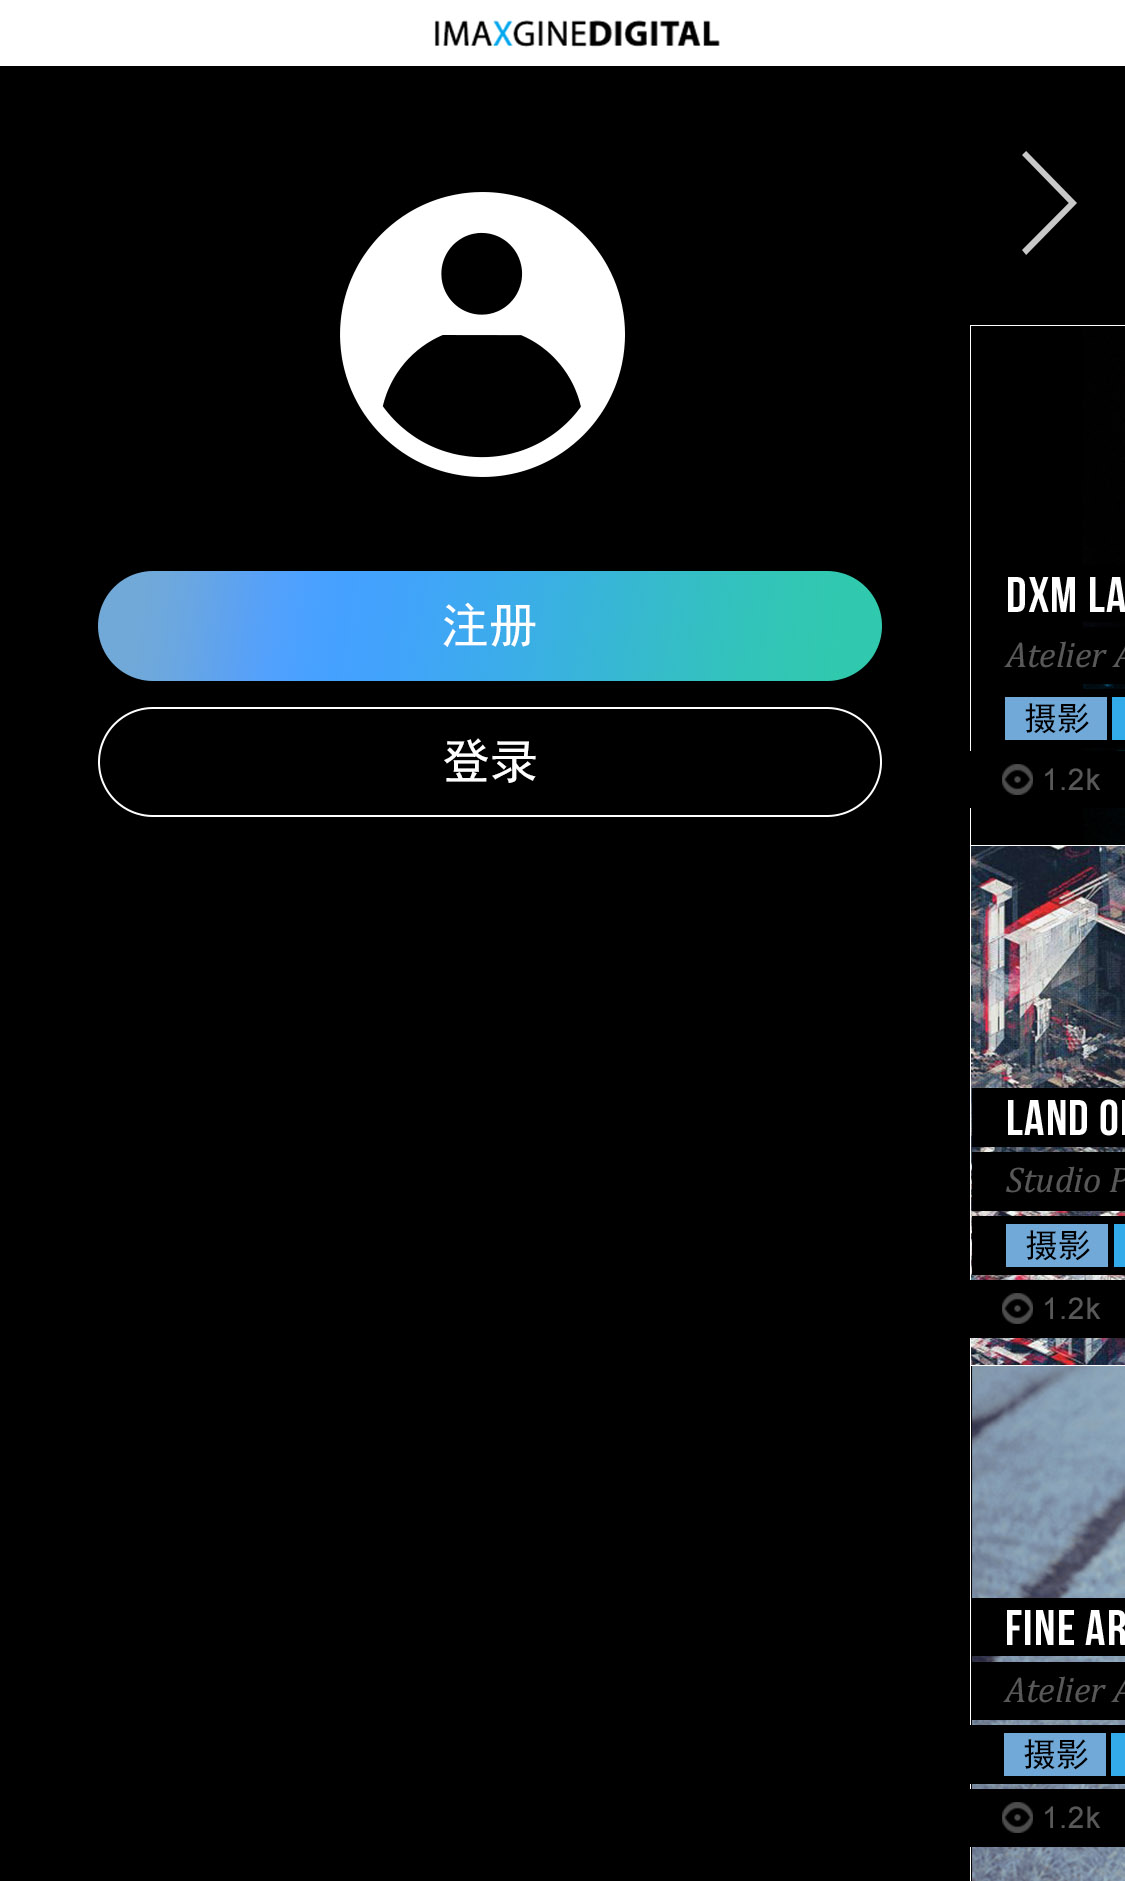 IMAXGINEDIGITAL
注册
登录
DXM LA
Atelier A
摄影
1.2k
LAND O
Studio P
摄影
1.2k
FINE AR
Atelier A
摄影
1.2k